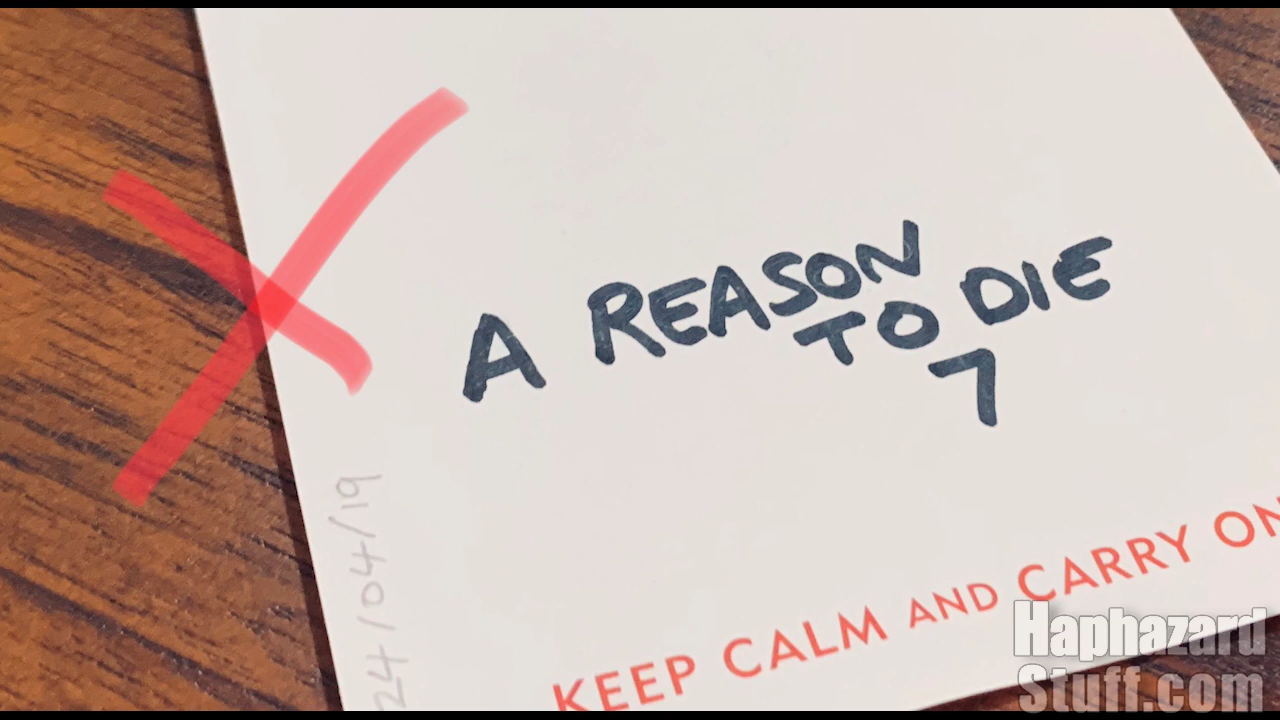 A REASON
TO DIE
7
24/04/19
KEEP CALM AND CARRY ON
Haphazard
Stuff.com